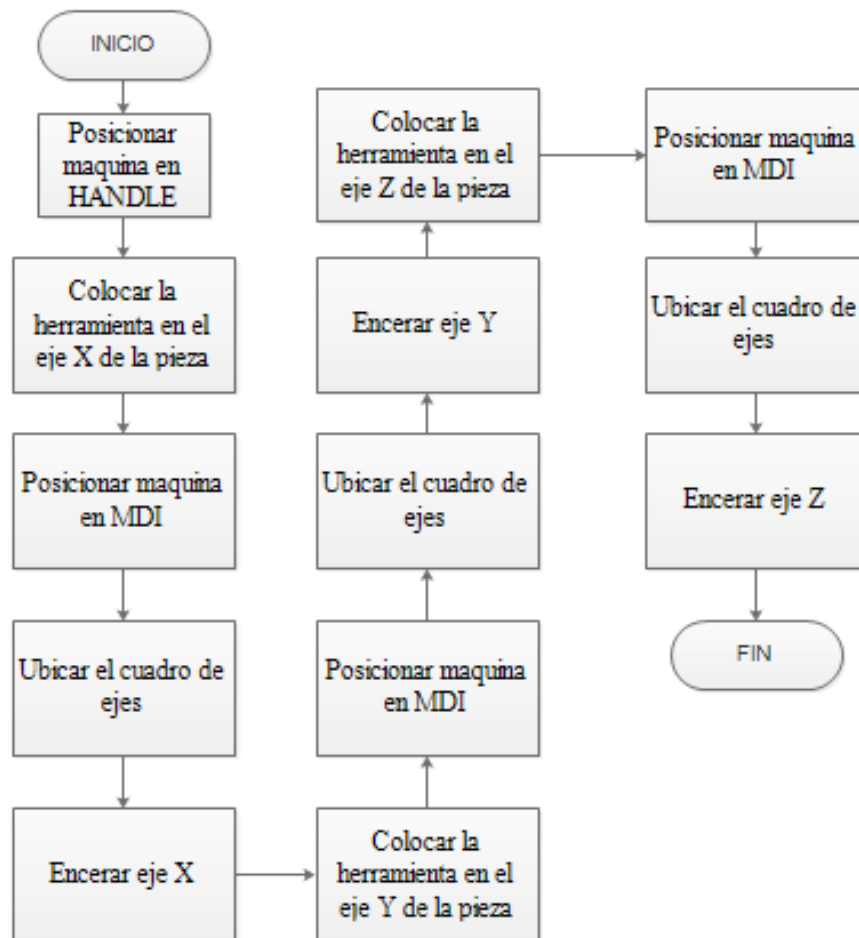 INICIO
Posicionar
maquina en
HANDLE
Colocar la
herramienta en el
eje X de la pieza
Posicionar maquina
en MDI
Ubicar el cuadro de
ejes
Encerar eje X
Colocar la
herramienta en el
eje Y de la pieza
Posicionar maquina
en MDI
Ubicar el cuadro de
ejes
Encerar eje Y
Colocar la
herramienta en el
eje Z de la pieza
Posicionar maquina
en MDI
Ubicar el cuadro de
ejes
Encerar eje Z
FIN